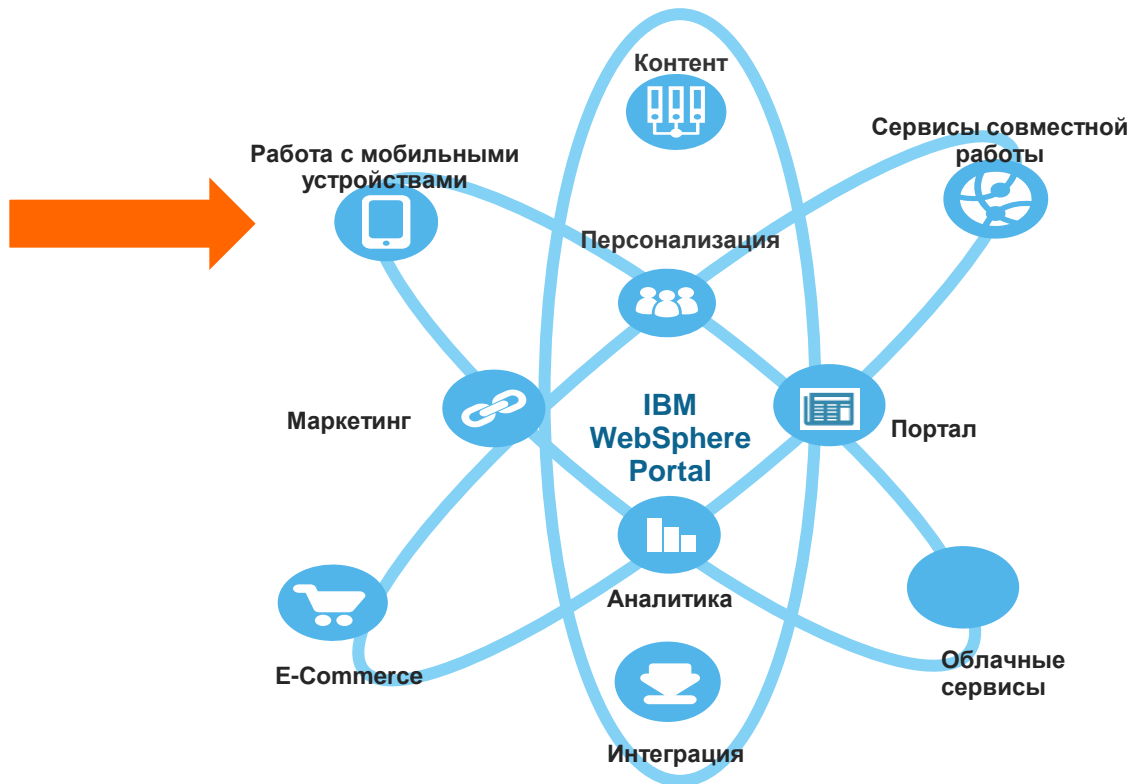 Контент
Сервисы совместной
работы
Работа с мобильными
устройствами
Персонализация
IBM
WebSphere
Portal
Маркетинг
Портал
Аналитика
E-Commerce
Облачные
сервисы
Интеграция